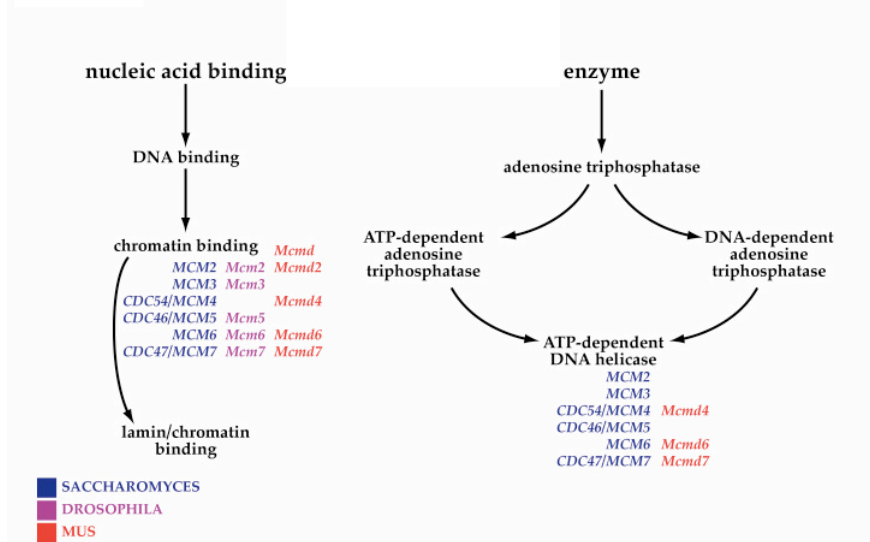 nucleic acid binding
DNA binding
chromatin binding
Mcmd
MCM2 Mcm2 Mcmd2
MCM3 Mcm3
CDC54/MCM4 Mcmd4
CDC46/MCM5 Mcm5
MCM6 Mcm6 Mcmd6
CDC47/MCM7 Mcm7 Mcmd7
lamin/chromatin
binding
enzyme
adenosine triphosphatase
ATP-dependent
adenosine
triphosphatase
DNA-dependent
adenosine
triphosphatase
ATP-dependent
DNA helicase
MCM2
MCM3
CDC54/MCM4 Mcmd4
CDC46/MCM5
MCM6 Mcmd6
CDC47/MCM7 Mcmd7
SACCHAROMYCES
DROSOPHILA
MUS